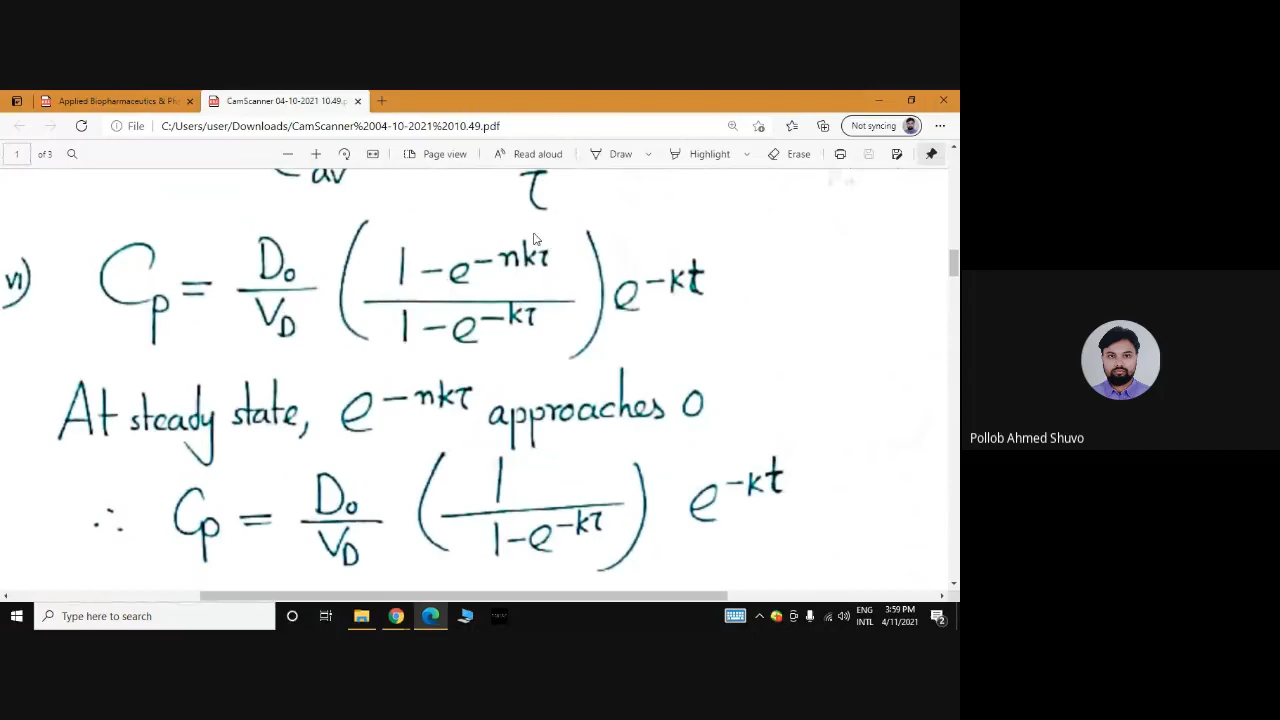 Applied Biopharmaceutics & Ph
CamScanner 04-10-2021 10.49.p
File C:/Users/user/Downloads/CamScanner%2004-10-2021%2010.49.pdf Not syncing
1 of 3 Page view Read aloud Draw Highlight Erase
av τ
vi) Cp = D₀/V_D ( (1 - e^-nkτ) / (1 - e^-kτ) ) e^-kt
At steady state, e^-nkτ approaches 0
∴ Cp = D₀/V_D ( 1 / (1 - e^-kτ) ) e^-kt
Pollob Ahmed Shuvo
Type here to search
ENG 3:59 PM
INTL 4/11/2021 2